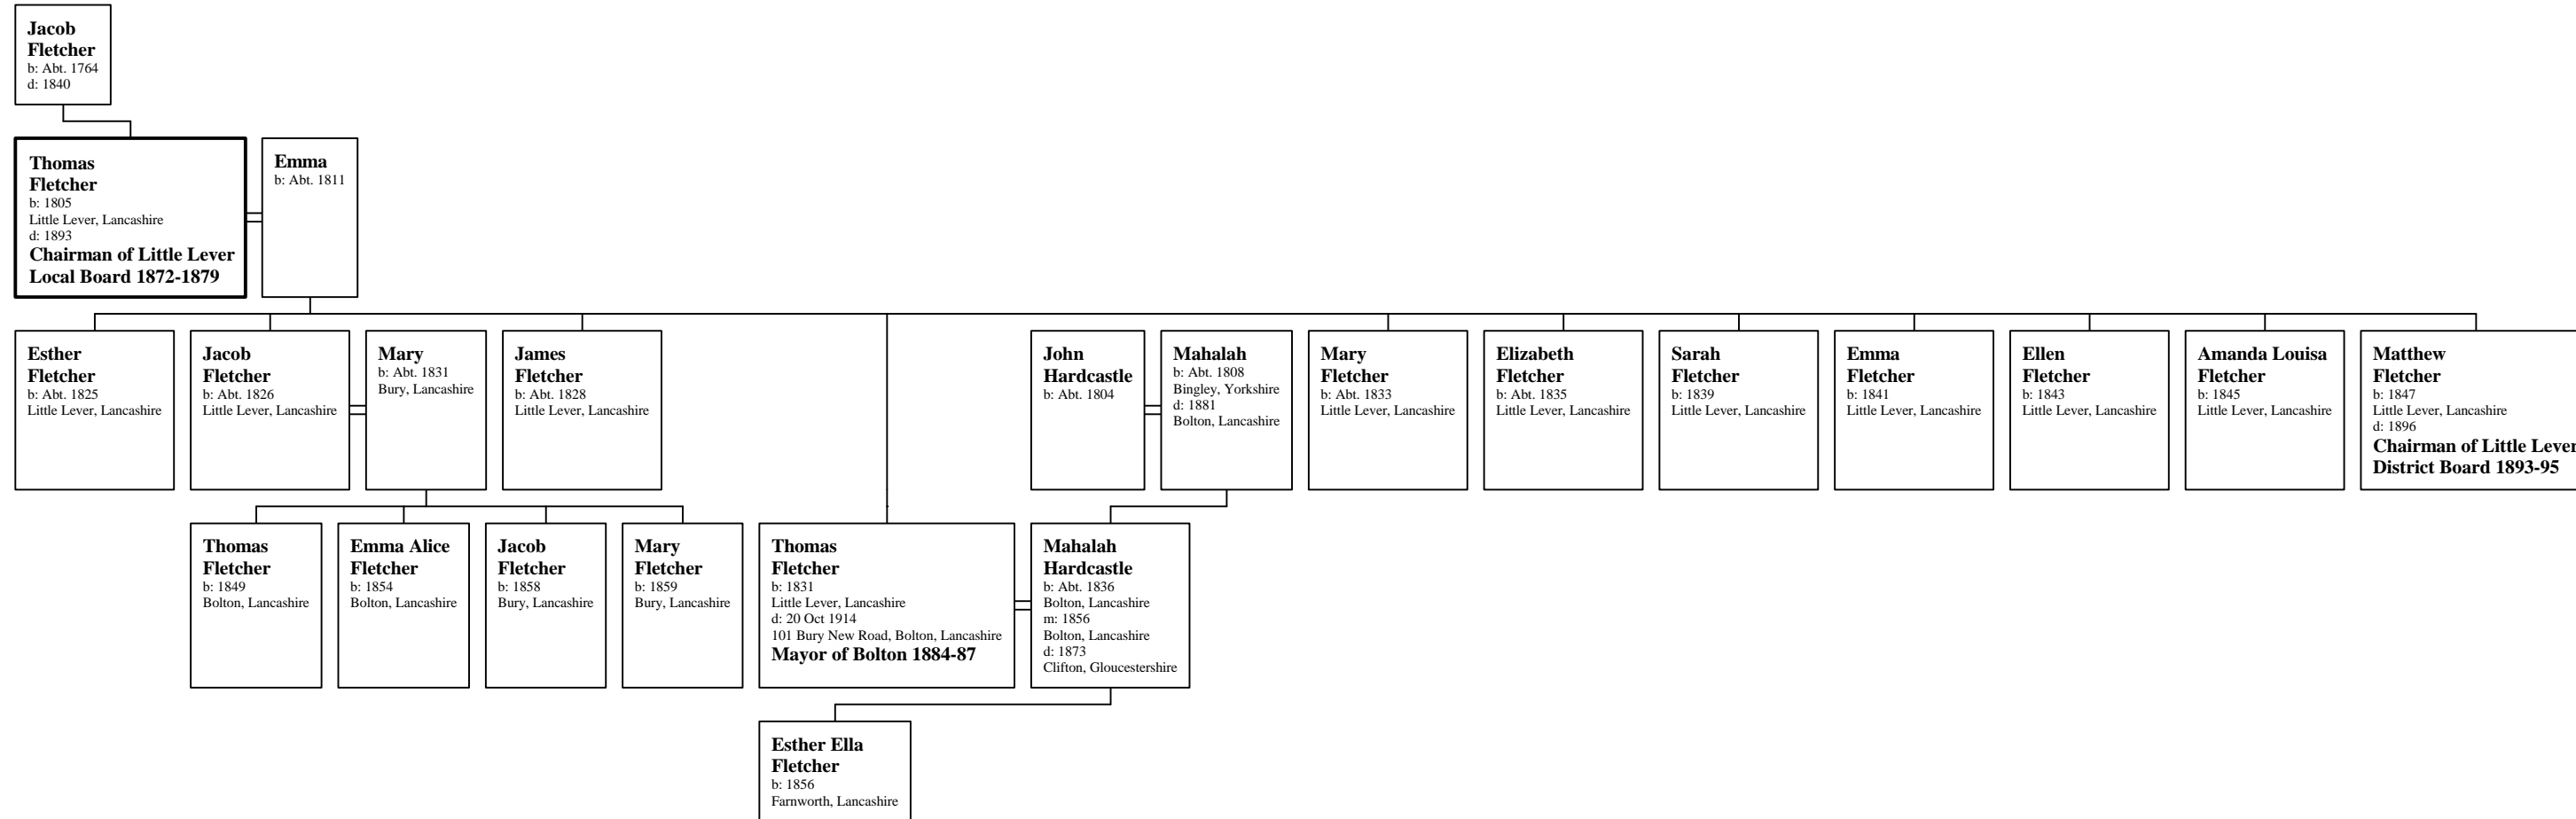 Jacob
Fletcher
b: Abt. 1764
d: 1840
Thomas
Fletcher
b: 1805
Little Lever, Lancashire
d: 1893
Chairman of Little Lever
Local Board 1872-1879
Emma
b: Abt. 1811
Esther
Fletcher
b: Abt. 1825
Little Lever, Lancashire
Jacob
Fletcher
b: Abt. 1826
Little Lever, Lancashire
Mary
b: Abt. 1831
Bury, Lancashire
James
Fletcher
b: Abt. 1828
Little Lever, Lancashire
John
Hardcastle
b: Abt. 1804
Mahalah
b: Abt. 1808
Bingley, Yorkshire
d: 1881
Bolton, Lancashire
Mary
Fletcher
b: Abt. 1833
Little Lever, Lancashire
Elizabeth
Fletcher
b: Abt. 1835
Little Lever, Lancashire
Sarah
Fletcher
b: 1839
Little Lever, Lancashire
Emma
Fletcher
b: 1841
Little Lever, Lancashire
Ellen
Fletcher
b: 1843
Little Lever, Lancashire
Amanda Louisa
Fletcher
b: 1845
Little Lever, Lancashire
Matthew
Fletcher
b: 1847
Little Lever, Lancashire
d: 1896
Chairman of Little Lever
District Board 1893-95
Thomas
Fletcher
b: 1849
Bolton, Lancashire
Emma Alice
Fletcher
b: 1854
Bolton, Lancashire
Jacob
Fletcher
b: 1858
Bury, Lancashire
Mary
Fletcher
b: 1859
Bury, Lancashire
Thomas
Fletcher
b: 1831
Little Lever, Lancashire
d: 20 Oct 1914
101 Bury New Road, Bolton, Lancashire
Mayor of Bolton 1884-87
Mahalah
Hardcastle
b: Abt. 1836
Bolton, Lancashire
m: 1856
Bolton, Lancashire
d: 1873
Clifton, Gloucestershire
Esther Ella
Fletcher
b: 1856
Farnworth, Lancashire